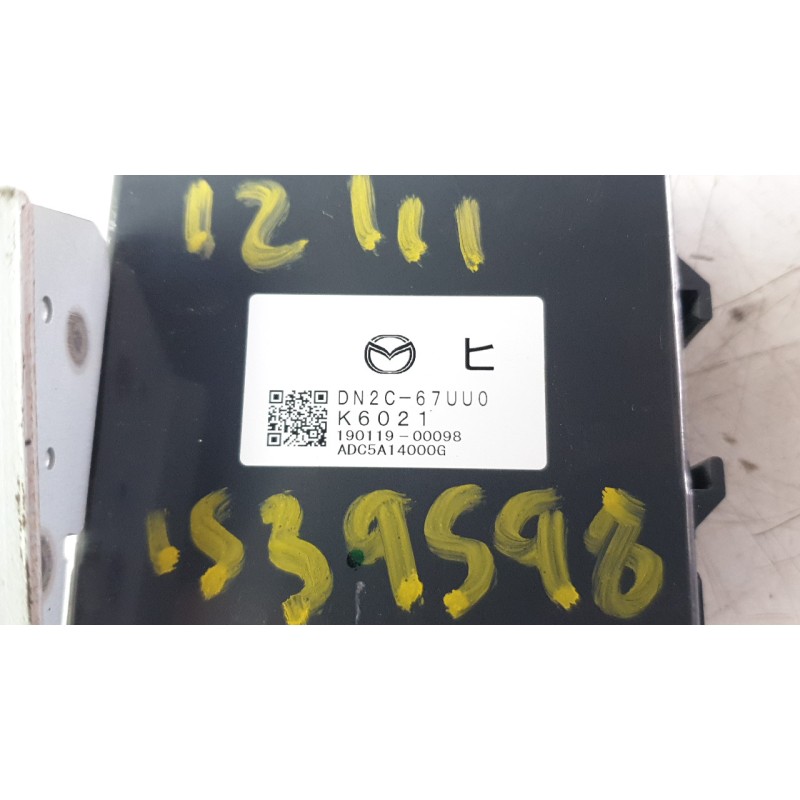 12 111
ヒ
DN2C-67UU0
K6021
190119-00098
ADC5A14000G
1539598